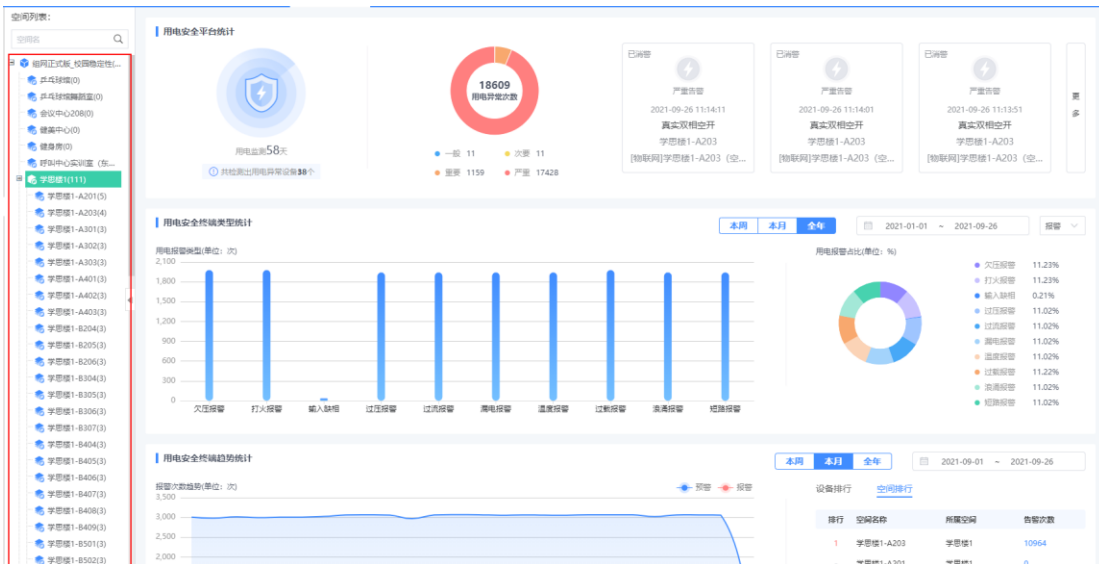 空间列表:
空间名
组网正式版_校园稳定性(...
乒乓球馆(0)
乒乓球馆舞蹈室(0)
会议中心208(0)
健美中心(0)
健身房(0)
呼叫中心实训室（东...
学思楼1(111)
学思楼1-A201(5)
学思楼1-A203(4)
学思楼1-A301(3)
学思楼1-A302(3)
学思楼1-A303(3)
学思楼1-A401(3)
学思楼1-A402(3)
学思楼1-A403(3)
学思楼1-B204(3)
学思楼1-B205(3)
学思楼1-B206(3)
学思楼1-B304(3)
学思楼1-B305(3)
学思楼1-B306(3)
学思楼1-B307(3)
学思楼1-B404(3)
学思楼1-B405(3)
学思楼1-B406(3)
学思楼1-B407(3)
学思楼1-B408(3)
学思楼1-B409(3)
学思楼1-B501(3)
学思楼1-B502(3)
用电安全平台统计
用电监测58天
共检测出用电异常设备38个
18609
用电异常次数
一般 11
次要 11
重要 1159
严重 17428
已消警
严重告警
2021-09-26 11:14:11
真实双相空开
学思楼1-A203
[物联网]学思楼1-A203（空...
已消警
严重告警
2021-09-26 11:14:01
真实双相空开
学思楼1-A203
[物联网]学思楼1-A203（空...
已消警
严重告警
2021-09-26 11:13:51
真实双相空开
学思楼1-A203
[物联网]学思楼1-A203（空...
更多
用电安全终端类型统计
本周 本月 全年
2021-01-01 ~ 2021-09-26
报警
用电报警类型(单位：次)
2,100
1,800
1,500
1,200
900
600
300
0
欠压报警 打火报警 输入缺相 过压报警 过流报警 漏电报警 温度报警 过载报警 浪涌报警 短路报警
用电报警占比(单位：%)
欠压报警 11.23%
打火报警 11.23%
输入缺相 0.21%
过压报警 11.02%
过流报警 11.02%
漏电报警 11.02%
温度报警 11.02%
过载报警 11.22%
浪涌报警 11.02%
短路报警 11.02%
用电安全终端趋势统计
本周 本月 全年
2021-09-01 ~ 2021-09-26
报警次数趋势(单位：次)
预警 报警
3,500
3,000
2,500
2,000
设备排行 空间排行
排行 空间名称 所属空间 告警次数
1 学思楼1-A203 学思楼1 10964
学思楼1-A301 学思楼1